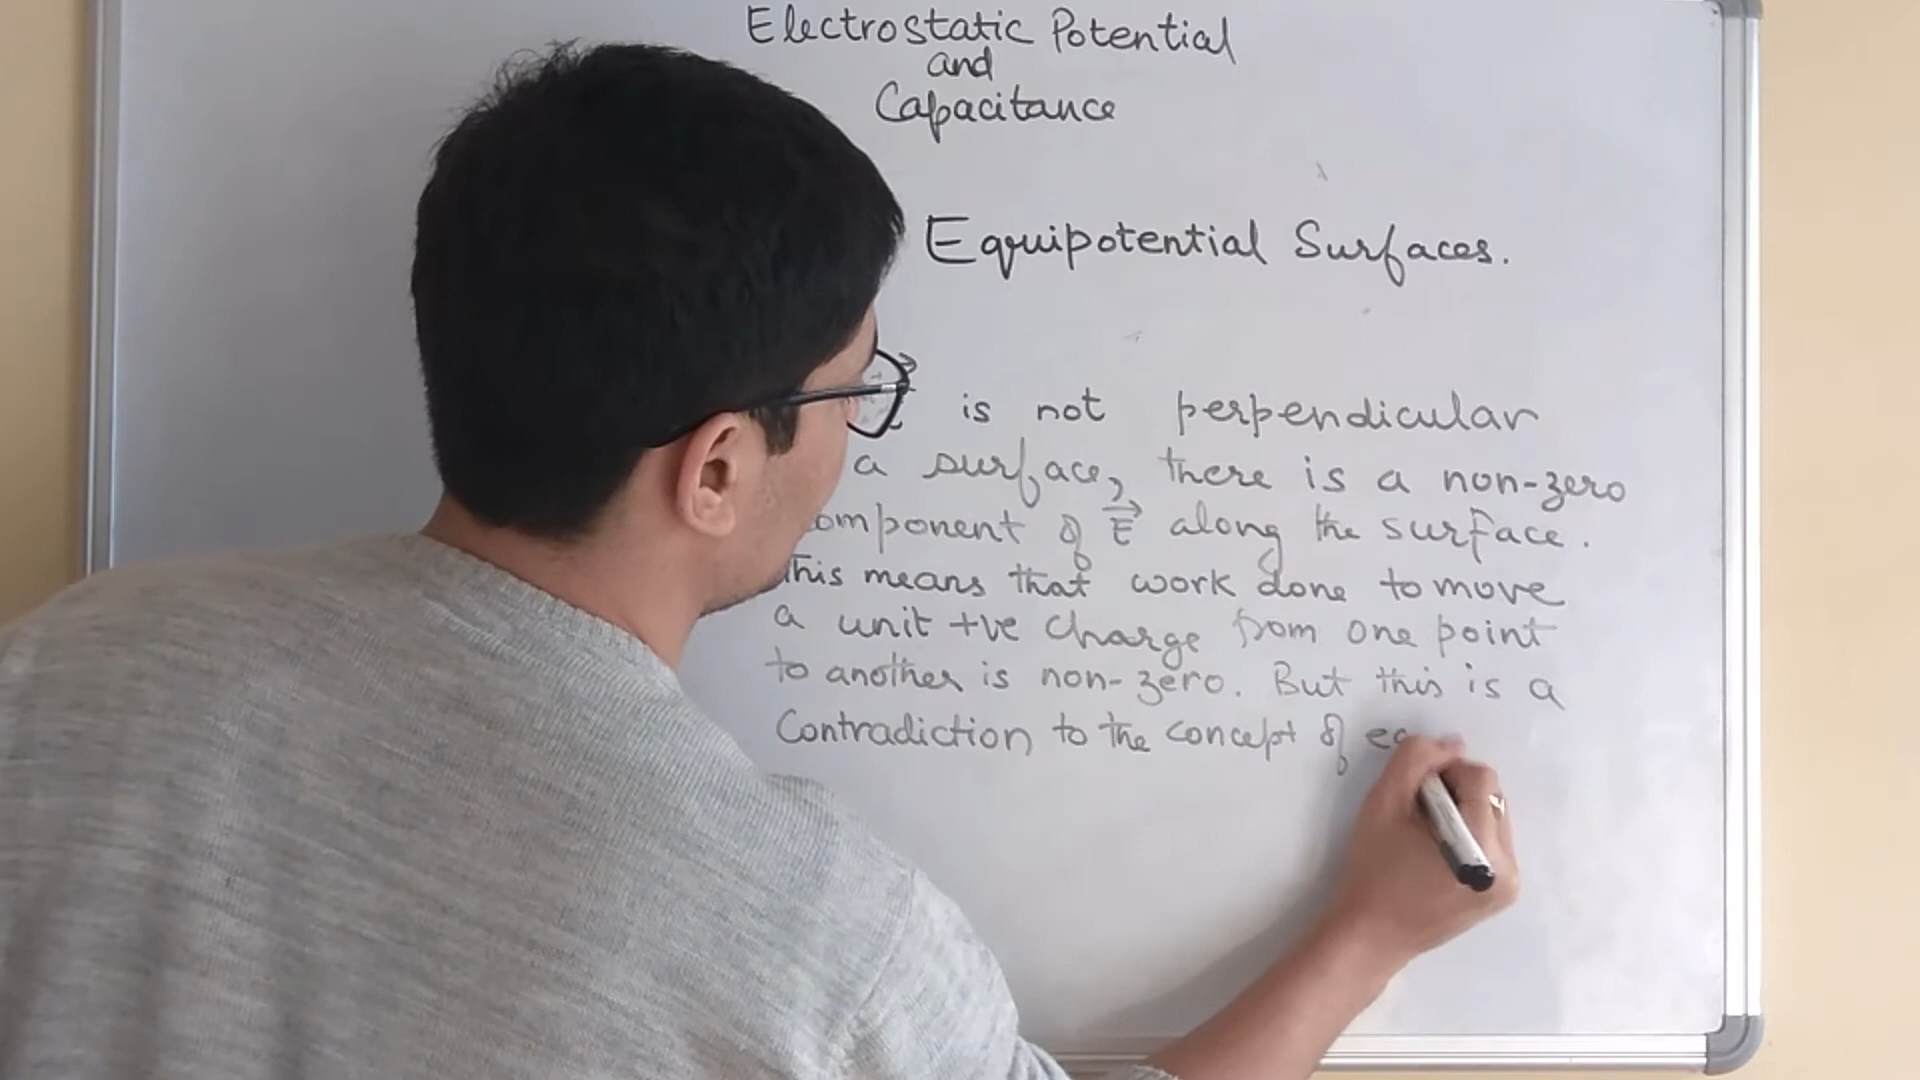 Electrostatic Potential
and
Capacitance
Equipotential Surfaces.
is not perpendicular
a surface, there is a non-zero
omponent of E along the surface.
This means that work done to move
a unit +ve charge from one point
to another is non-zero. But this is a
Contradiction to the concept of eq